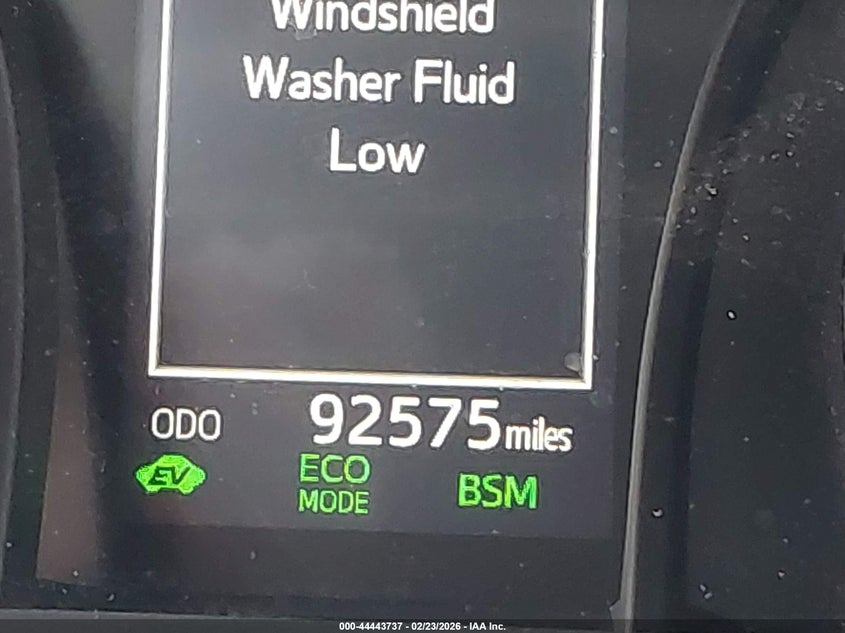 Windshield
Washer Fluid
Low
ODO 92575 miles
EV ECO MODE BSM
000-44443737 - 02/23/2026 - IAA Inc.